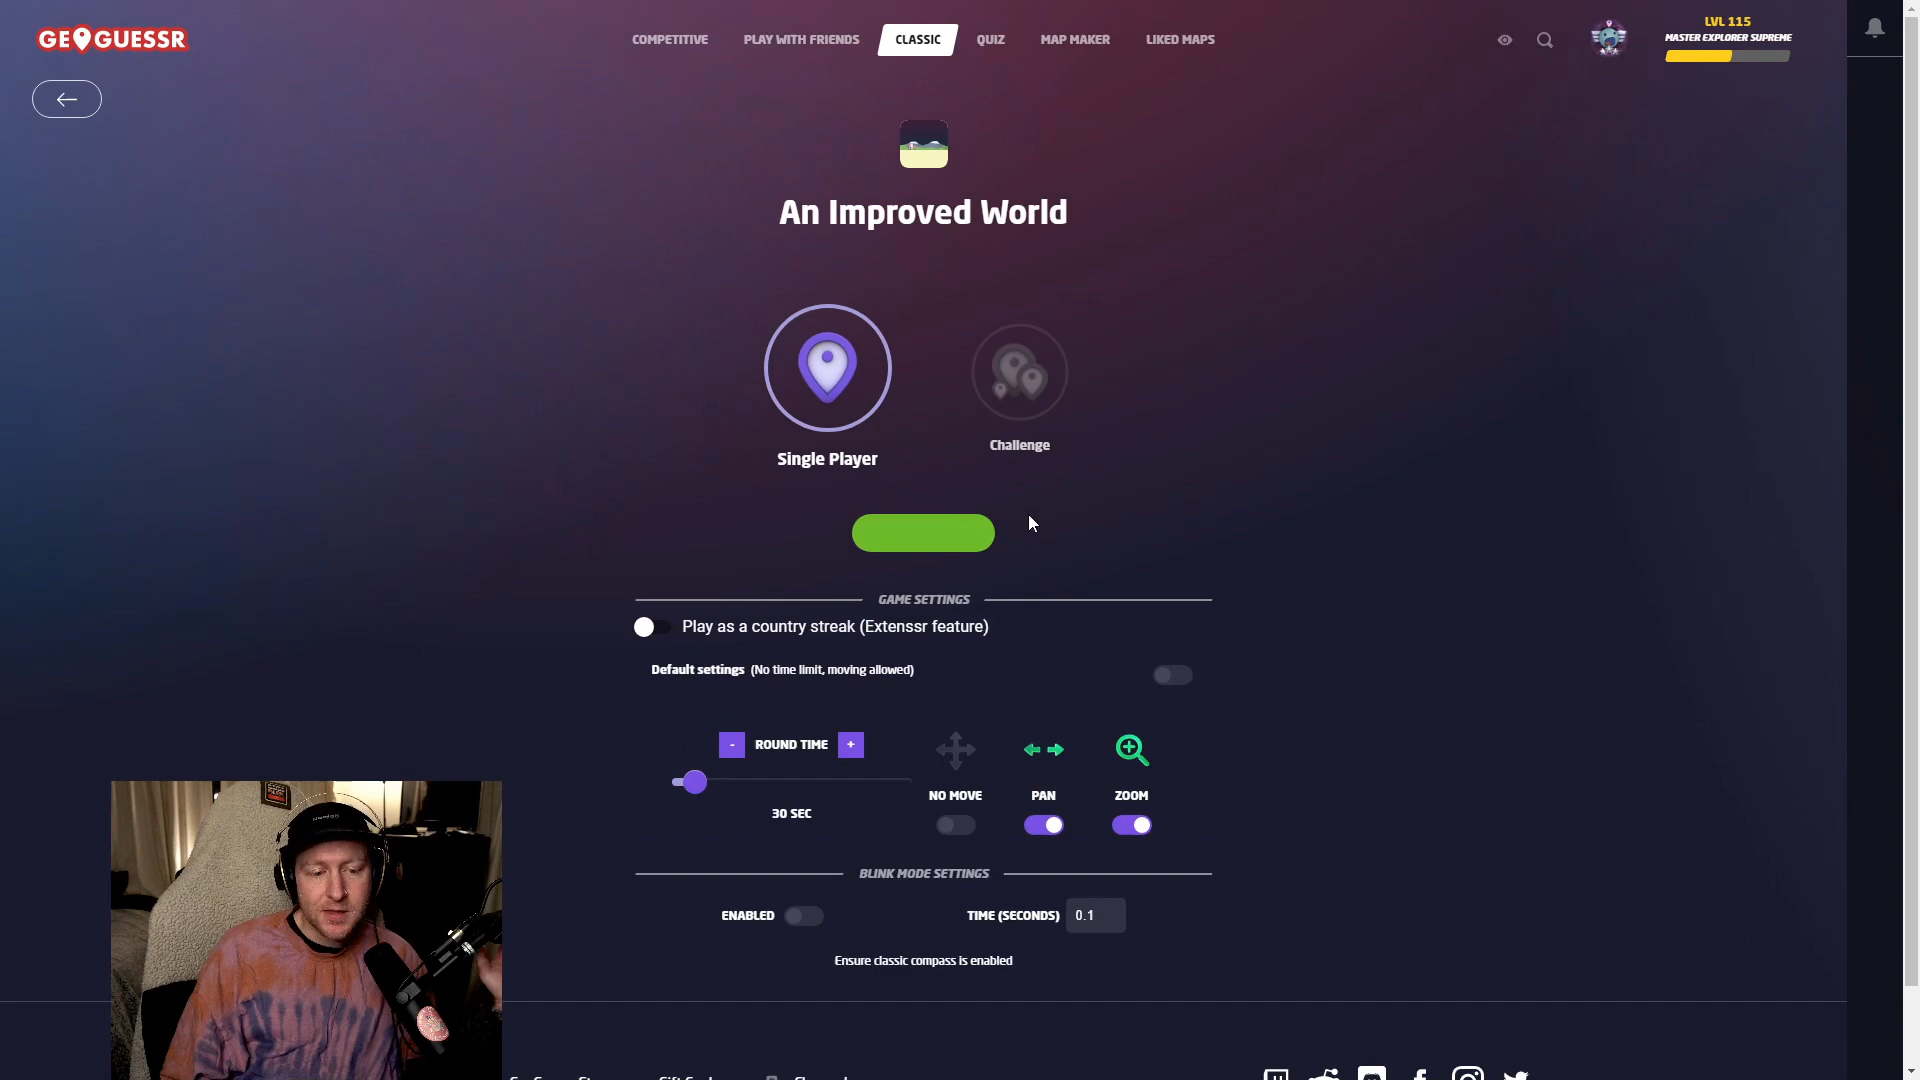 GEOGUESSR
COMPETITIVE
PLAY WITH FRIENDS
CLASSIC
QUIZ
MAP MAKER
LIKED MAPS
LVL 115
MASTER EXPLORER SUPREME
An Improved World
Single Player
Challenge
GAME SETTINGS
Play as a country streak (Extenssr feature)
Default settings (No time limit, moving allowed)
- ROUND TIME +
30 SEC
NO MOVE
PAN
ZOOM
BLINK MODE SETTINGS
ENABLED
TIME (SECONDS) 0.1
Ensure classic compass is enabled